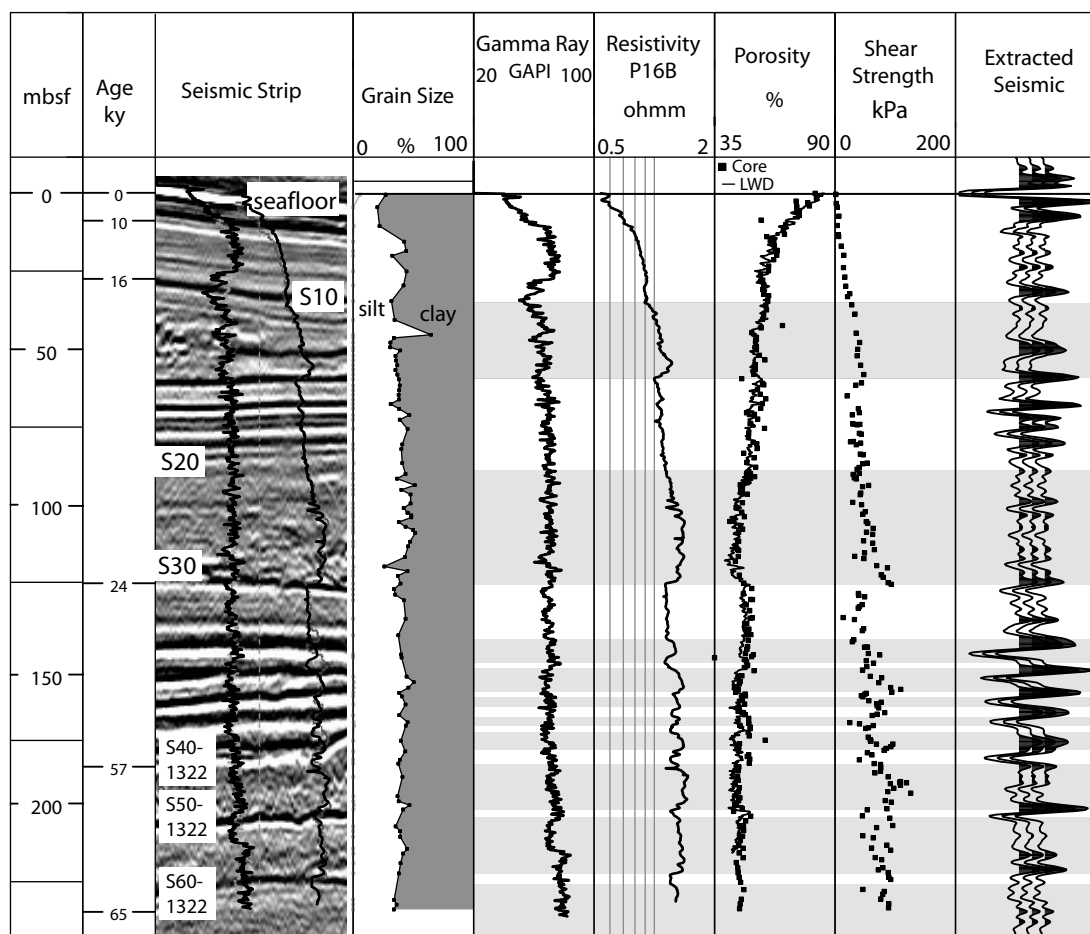 mbsf
Age
ky
Seismic Strip
Grain Size
0 % 100
Gamma Ray
20 GAPI 100
Resistivity
P16B
ohmm
0.5 2
Porosity
%
35 90
Shear
Strength
kPa
0 200
Extracted
Seismic
Core
LWD
0
50
100
150
200
0
10
16
24
57
65
seafloor
S10
S20
S30
S40-
1322
S50-
1322
S60-
1322
silt
clay